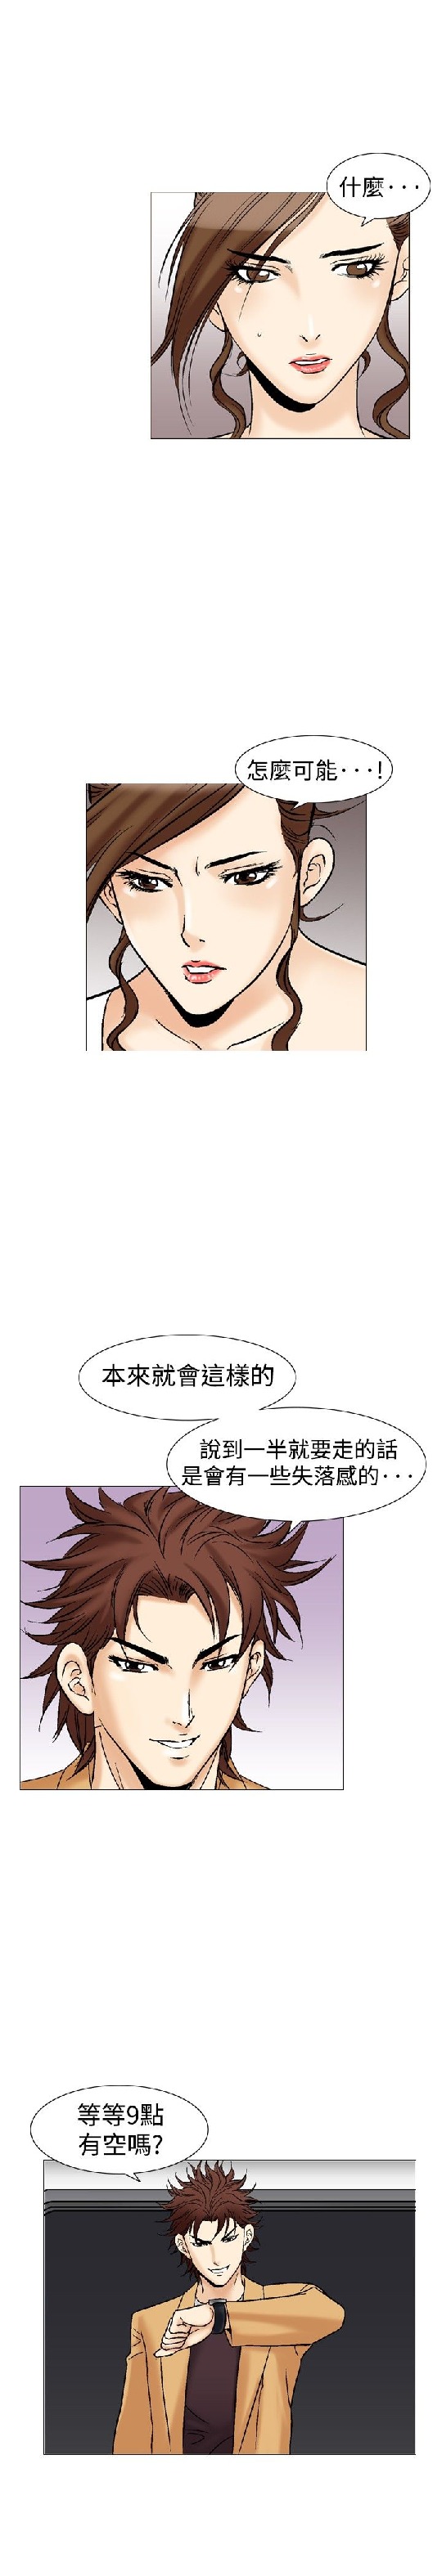 什麼···
怎麼可能···!
本來就會這樣的
說到一半就要走的話
是會有一些失落感的···
等等9點
有空嗎?